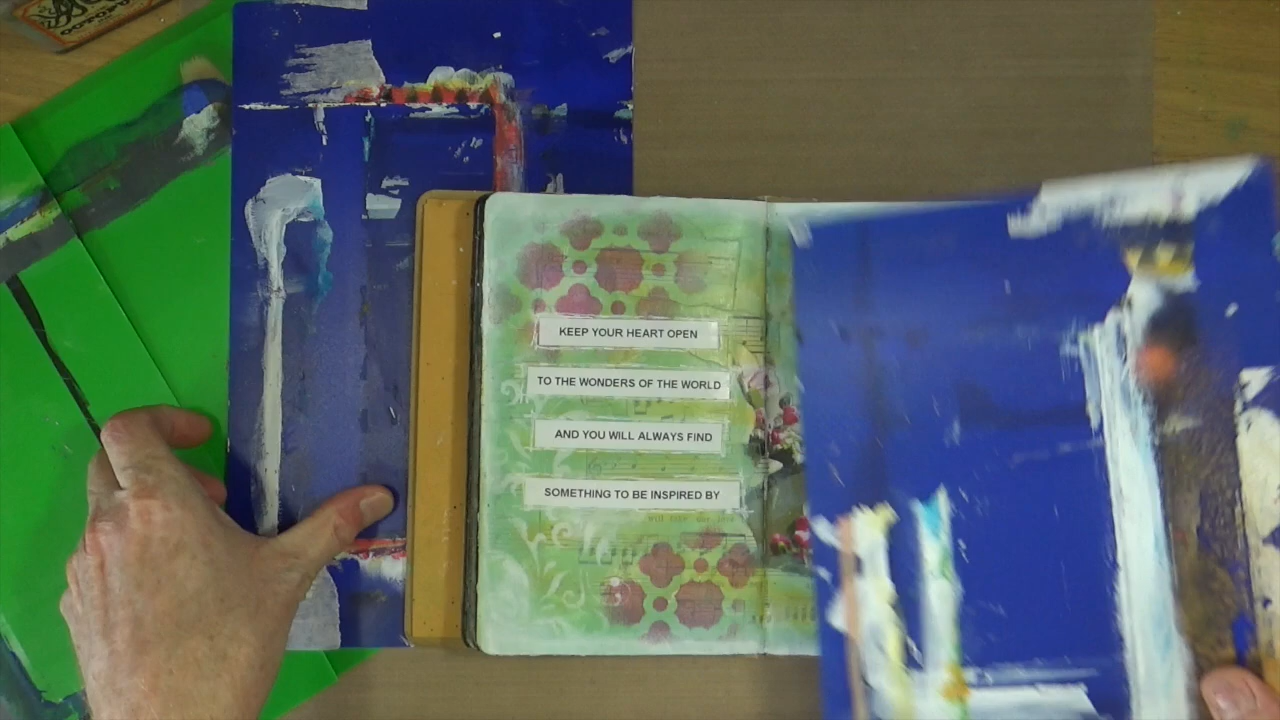 KEEP YOUR HEART OPEN
TO THE WONDERS OF THE WORLD
AND YOU WILL ALWAYS FIND
SOMETHING TO BE INSPIRED BY